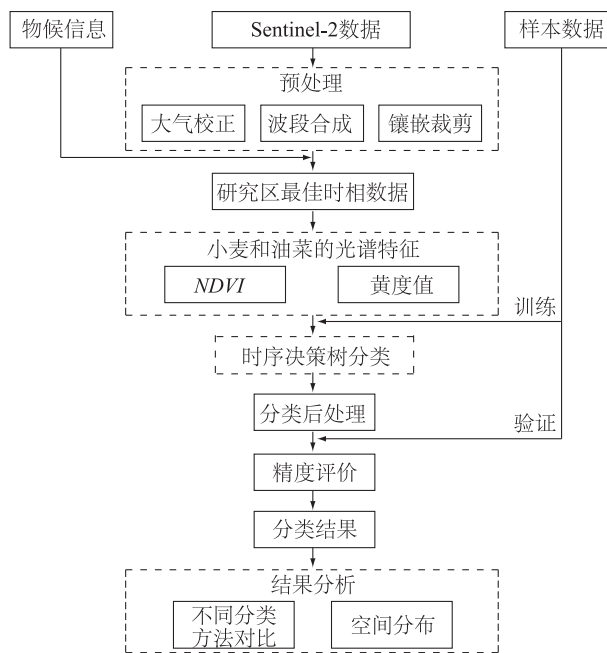 物候信息
Sentinel-2数据
样本数据
预处理
大气校正
波段合成
镶嵌裁剪
研究区最佳时相数据
小麦和油菜的光谱特征
NDVI
黄度值
训练
时序决策树分类
分类后处理
验证
精度评价
分类结果
结果分析
不同分类
方法对比
空间分布